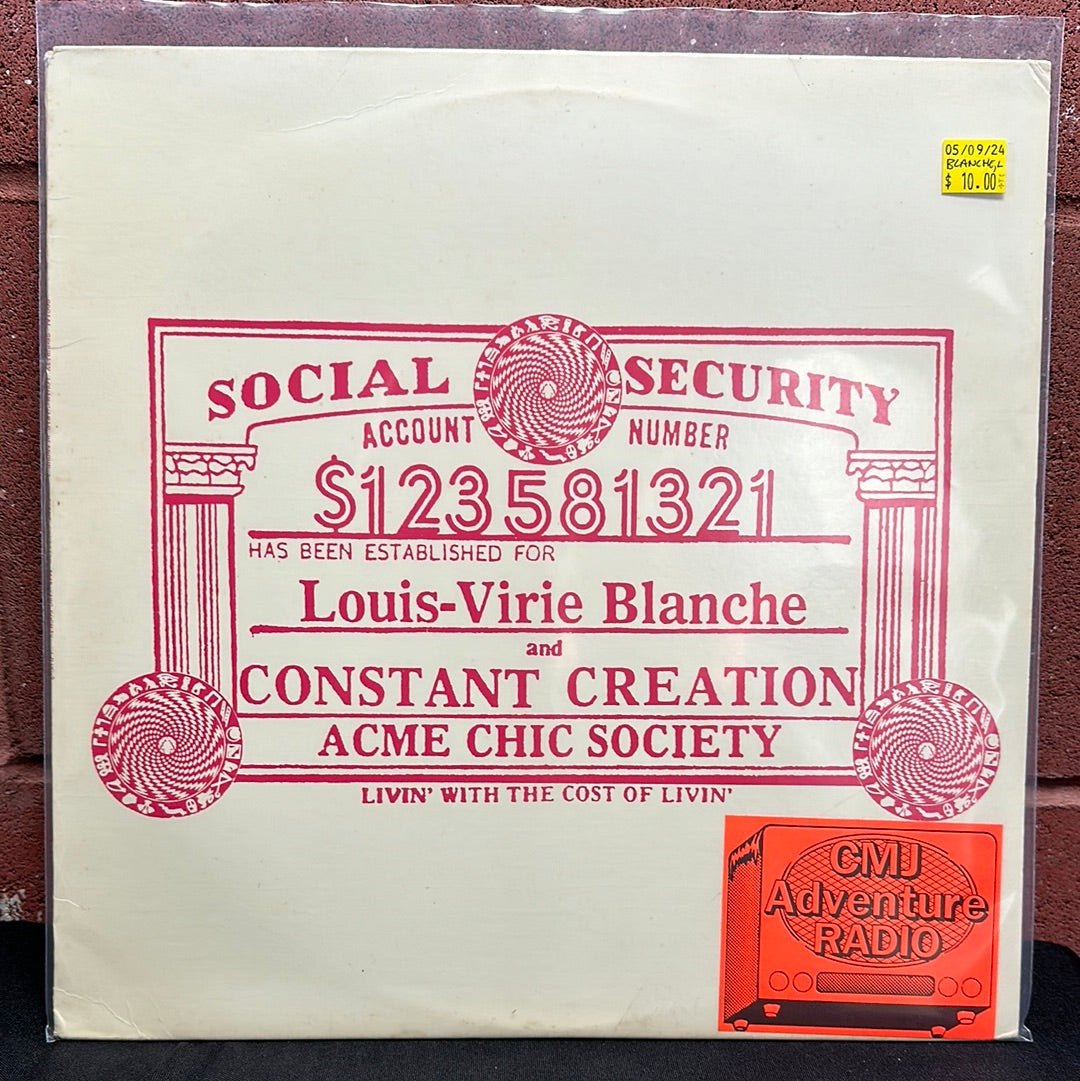 05/09/24
BLANCHE, L
$ 10.00
SOCIAL SECURITY
ACCOUNT NUMBER
$123581321
HAS BEEN ESTABLISHED FOR
Louis-Virie Blanche
and
CONSTANT CREATION
ACME CHIC SOCIETY
LIVIN' WITH THE COST OF LIVIN'
CMJ
Adventure
RADIO